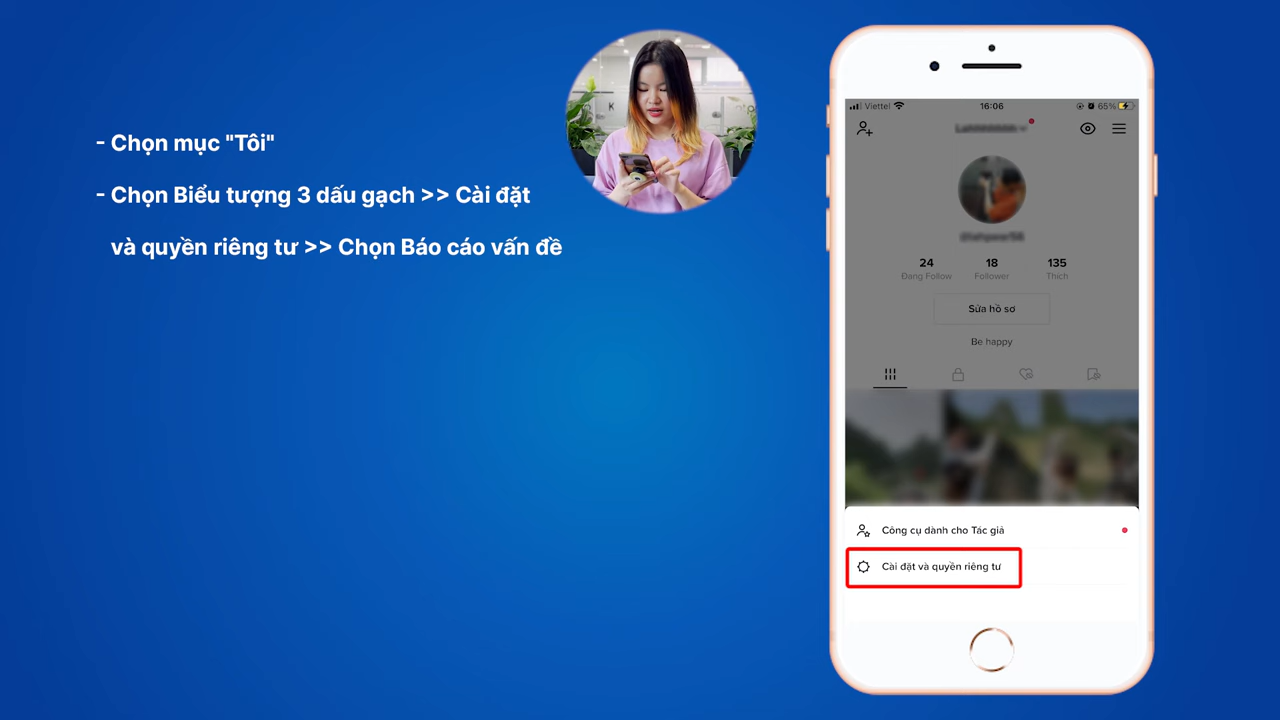 - Chọn mục "Tôi"
- Chọn Biểu tượng 3 dấu gạch >> Cài đặt
và quyền riêng tư >> Chọn Báo cáo vấn đề
K
Viettel 16:06 65%
24 18 135
Đang Follow Follower Thích
Sửa hồ sơ
Be happy
Công cụ dành cho Tác giả
Cài đặt và quyền riêng tư